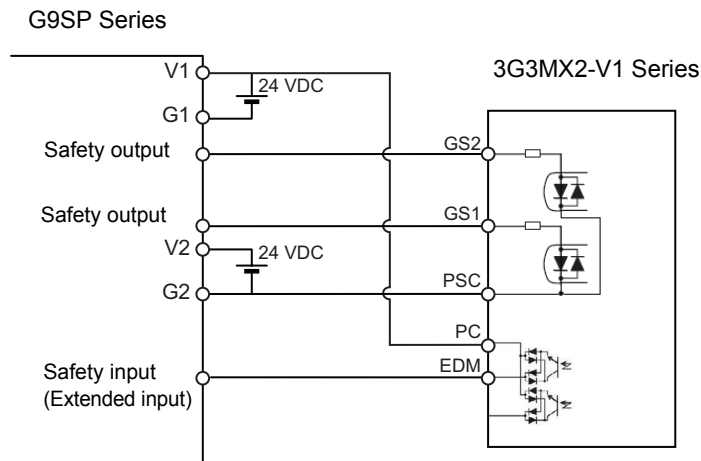 G9SP Series
3G3MX2-V1 Series
V1
24 VDC
G1
Safety output
GS2
Safety output
GS1
V2
24 VDC
G2
PSC
PC
Safety input
(Extended input)
EDM